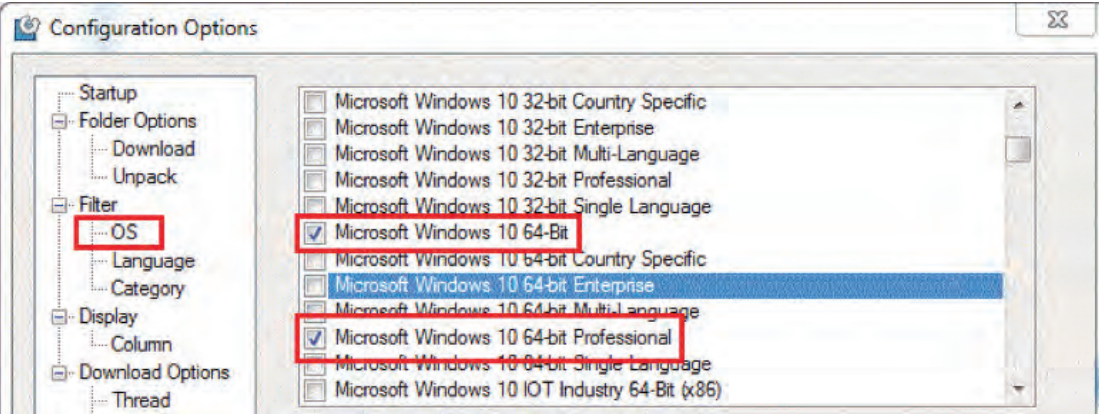 Configuration Options
Startup
Folder Options
Download
Unpack
Filter
OS
Language
Category
Display
Column
Download Options
Thread
Microsoft Windows 10 32-bit Country Specific
Microsoft Windows 10 32-bit Enterprise
Microsoft Windows 10 32-bit Multi-Language
Microsoft Windows 10 32-bit Professional
Microsoft Windows 10 32-bit Single Language
Microsoft Windows 10 64-Bit
Microsoft Windows 10 64-bit Country Specific
Microsoft Windows 10 64-bit Enterprise
Microsoft Windows 10 64-bit Multi-Language
Microsoft Windows 10 64-bit Professional
Microsoft Windows 10 64-bit Single Language
Microsoft Windows 10 IOT Industry 64-Bit (x86)